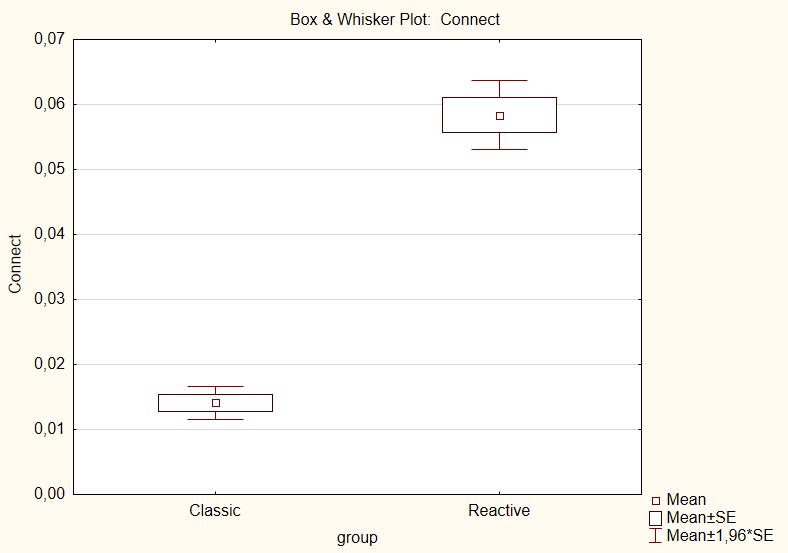 Box & Whisker Plot: Connect
0,07
0,06
0,05
0,04
0,03
0,02
0,01
0,00
Connect
Classic
Reactive
group
Mean
Mean±SE
Mean±1,96*SE